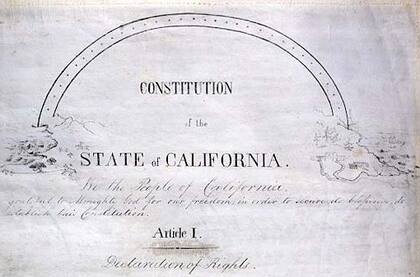 CONSTITUTION
of the
STATE of CALIFORNIA.
We the People of California,
grateful to Almighty God for our freedom, in order to secure its blessings, do
establish this Constitution.
Article I.
Declaration of Rights.